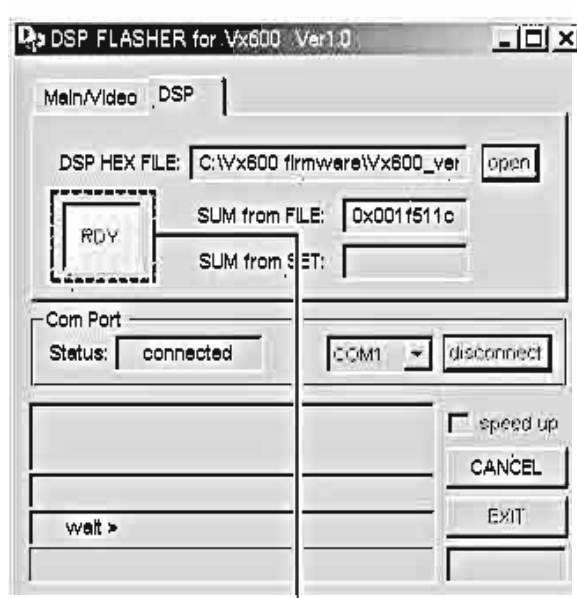 DSP FLASHER for Vx600 Ver1.0
Main/Video DSP
DSP HEX FILE: C:\Vx600 firmware\Vx600_ver open
RDY
SUM from FILE: 0x001f511c
SUM from SET:
Com Port
Status: connected COM1 disconnect
speed up
CANCEL
EXIT
wait >